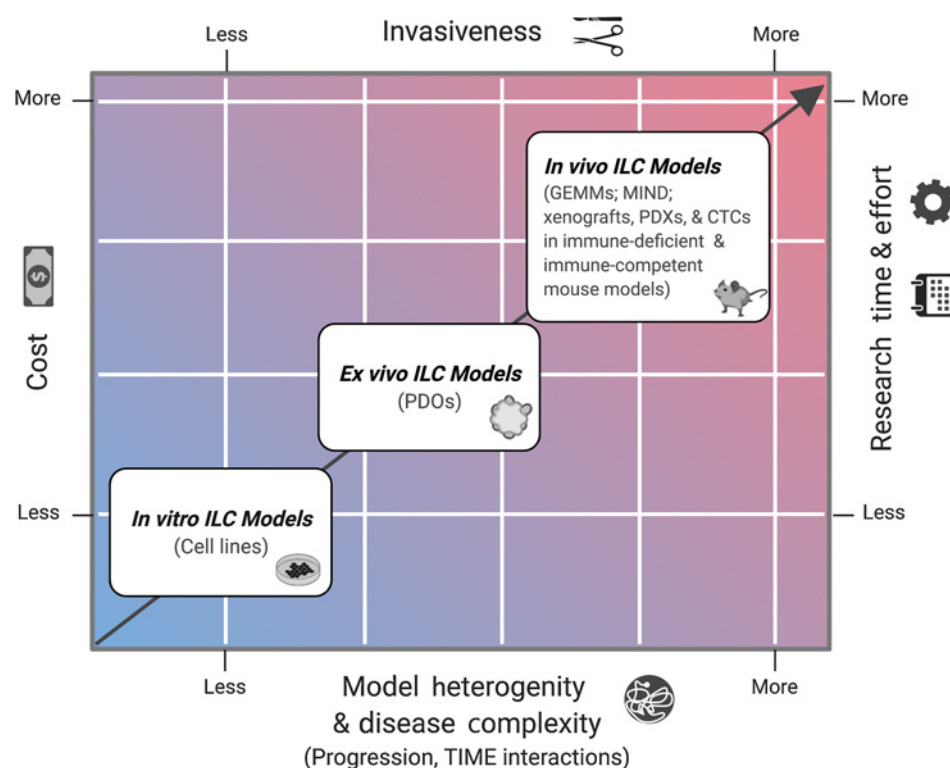 Invasiveness
Less
More
More
More
In vivo ILC Models
(GEMMs; MIND;
xenografts, PDXs, & CTCs
in immune-deficient &
immune-competent
mouse models)
Cost
Research time & effort
Ex vivo ILC Models
(PDOs)
Less
Less
In vitro ILC Models
(Cell lines)
Less
More
Model heterogenity
& disease complexity
(Progression, TIME interactions)
$